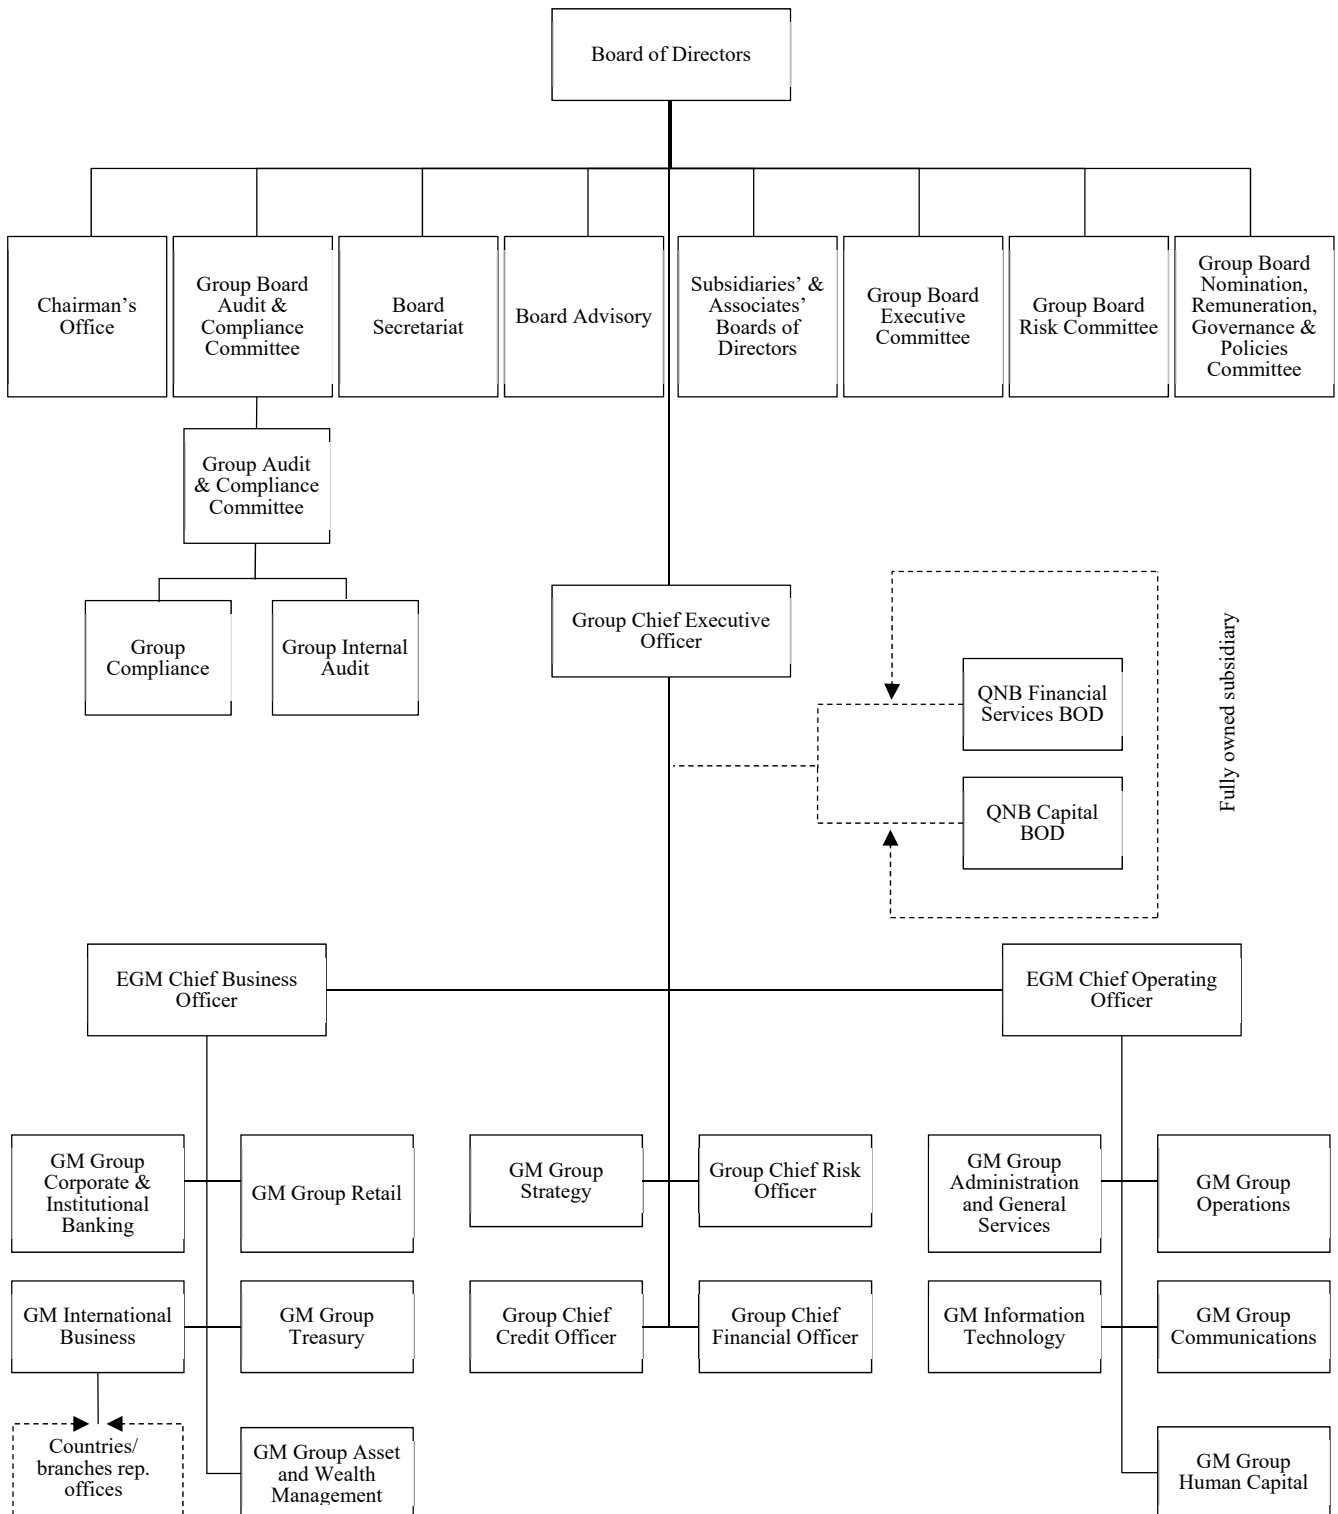 Board of Directors
Chairman's
Office
Group Board
Audit &
Compliance
Committee
Board
Secretariat
Board Advisory
Subsidiaries' &
Associates'
Boards of
Directors
Group Board
Executive
Committee
Group Board
Risk Committee
Group Board
Nomination,
Remuneration,
Governance &
Policies
Committee
Group Audit
& Compliance
Committee
Group
Compliance
Group Internal
Audit
Group Chief Executive
Officer
QNB Financial
Services BOD
QNB Capital
BOD
Fully owned subsidiary
EGM Chief Business
Officer
EGM Chief Operating
Officer
GM Group
Corporate &
Institutional
Banking
GM Group Retail
GM Group
Strategy
Group Chief Risk
Officer
GM Group
Administration
and General
Services
GM Group
Operations
GM International
Business
GM Group
Treasury
Group Chief
Credit Officer
Group Chief
Financial Officer
GM Information
Technology
GM Group
Communications
Countries/
branches rep.
offices
GM Group Asset
and Wealth
Management
GM Group
Human Capital